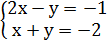 2x − y = −1
x + y = −2